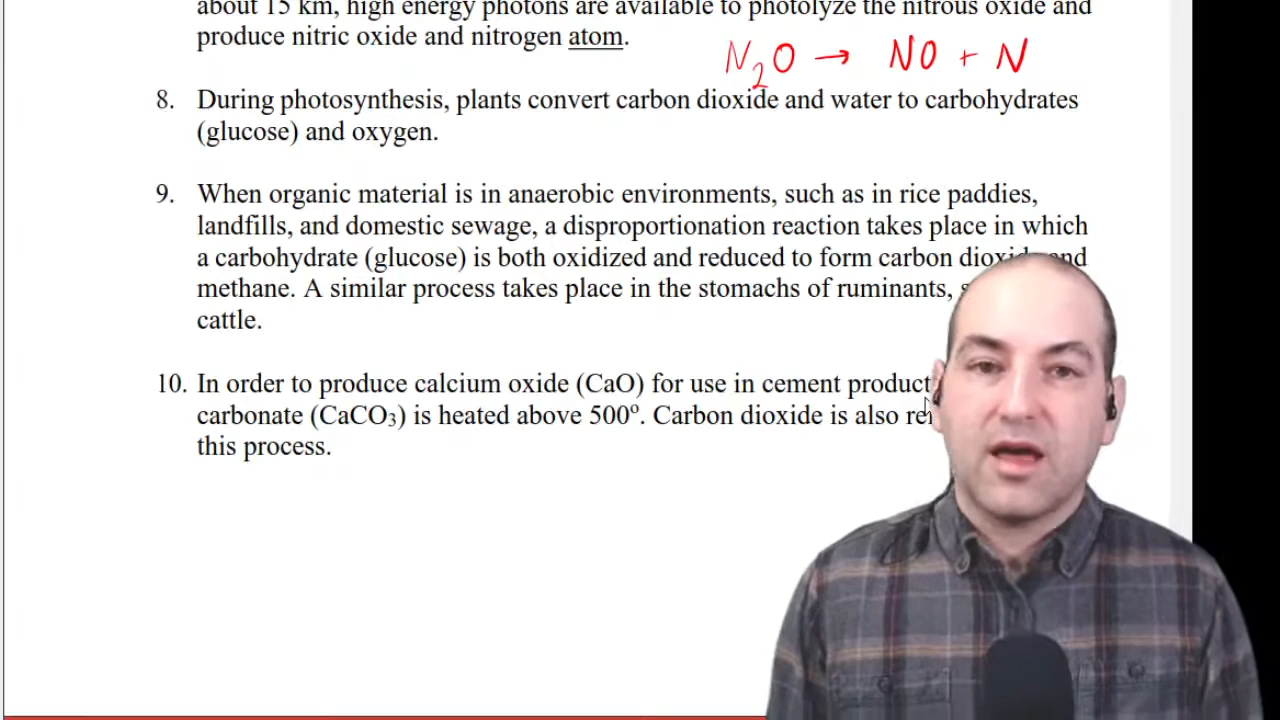 about 15 km, high energy photons are available to photolyze the nitrous oxide and
produce nitric oxide and nitrogen atom.
N₂O → NO + N
8. During photosynthesis, plants convert carbon dioxide and water to carbohydrates
(glucose) and oxygen.
9. When organic material is in anaerobic environments, such as in rice paddies,
landfills, and domestic sewage, a disproportionation reaction takes place in which
a carbohydrate (glucose) is both oxidized and reduced to form carbon and
methane. A similar process takes place in the stomachs of ruminants,
cattle.
10. In order to produce calcium oxide (CaO) for use in cement
carbonate (CaCO₃) is heated above 500º. Carbon dioxide is also
this process.